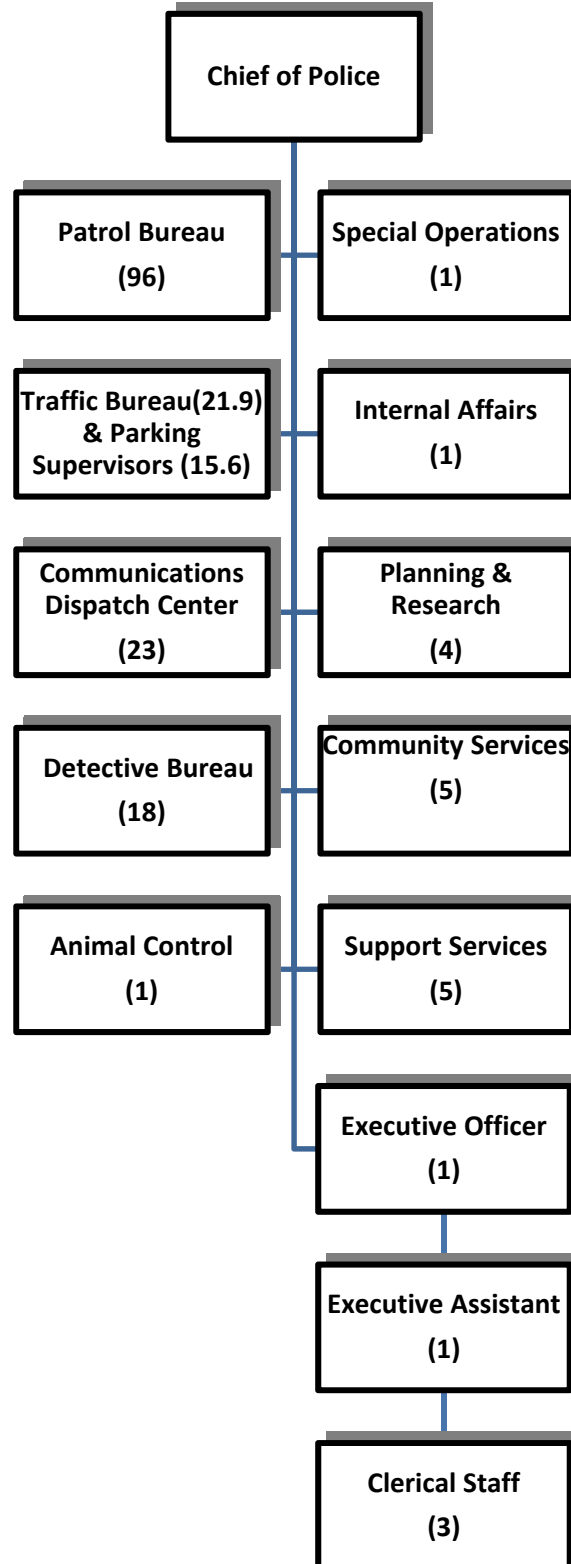 Chief of Police
Patrol Bureau
(96)
Special Operations
(1)
Traffic Bureau(21.9)
& Parking
Supervisors (15.6)
Internal Affairs
(1)
Communications
Dispatch Center
(23)
Planning &
Research
(4)
Detective Bureau
(18)
Community Services
(5)
Animal Control
(1)
Support Services
(5)
Executive Officer
(1)
Executive Assistant
(1)
Clerical Staff
(3)